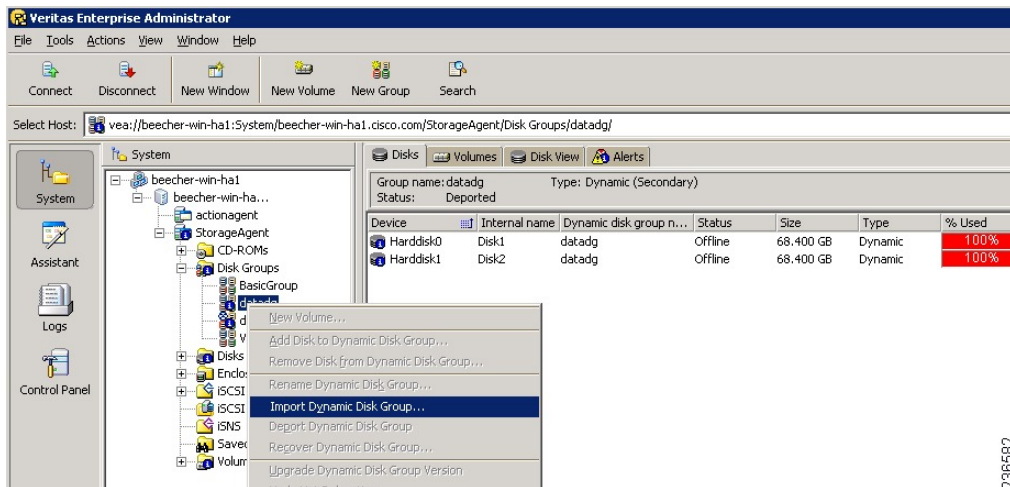 Veritas Enterprise Administrator
File Tools Actions View Window Help
Connect Disconnect New Window New Volume New Group Search
Select Host: vea://beecher-win-ha1:System/beecher-win-ha1.cisco.com/StorageAgent/Disk Groups/datadg/
System
Assistant
Logs
Control Panel
System
beecher-win-ha1
beecher-win-ha...
actionagent
StorageAgent
CD-ROMs
Disk Groups
BasicGroup
datadg
d
V
Disks
Enclo
iSCSI
iSCSI
iSNS
Saved
Volum
New Volume...
Add Disk to Dynamic Disk Group...
Remove Disk from Dynamic Disk Group...
Rename Dynamic Disk Group...
Import Dynamic Disk Group...
Deport Dynamic Disk Group
Recover Dynamic Disk Group...
Upgrade Dynamic Disk Group Version
Disks Volumes Disk View Alerts
Group name: datadg Type: Dynamic (Secondary)
Status: Deported
Device Internal name Dynamic disk group n... Status Size Type % Used
Harddisk0 Disk1 datadg Offline 68.400 GB Dynamic 100%
Harddisk1 Disk2 datadg Offline 68.400 GB Dynamic 100%
236582